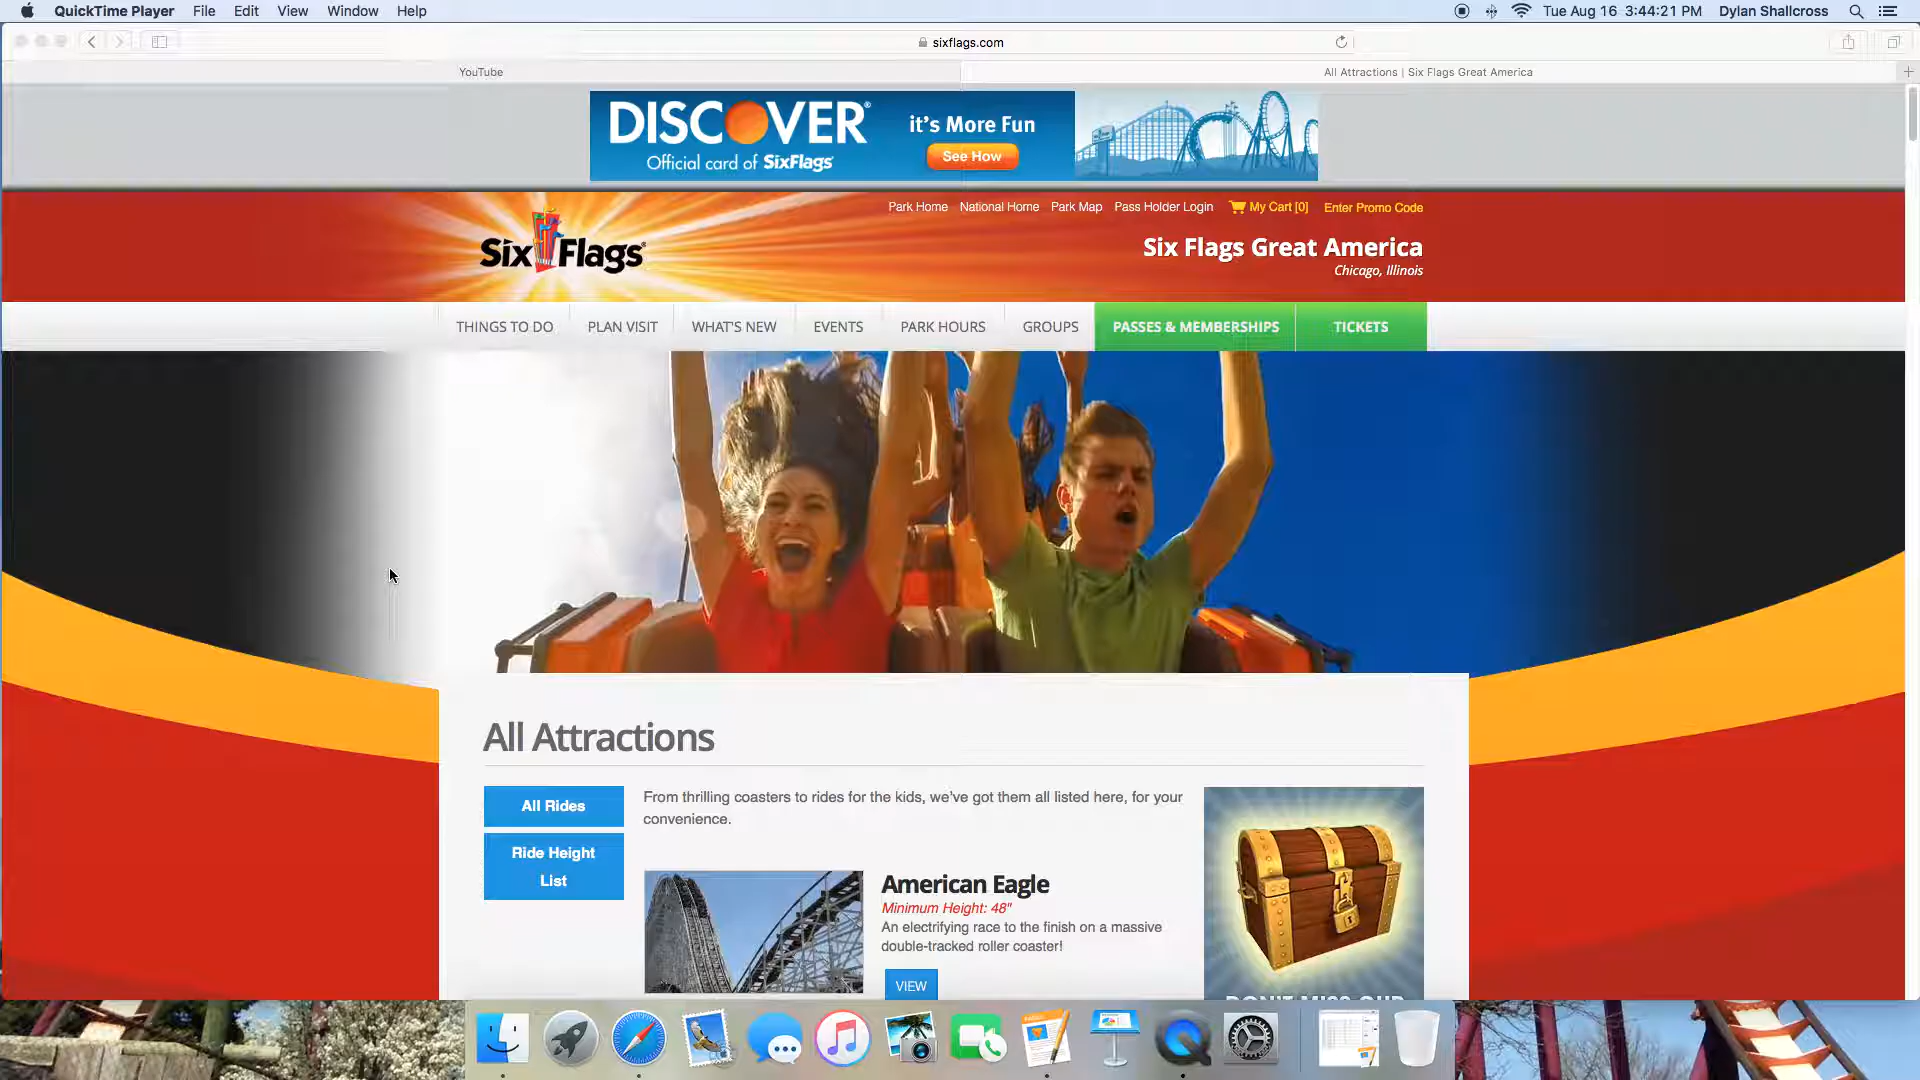 QuickTime Player File Edit View Window Help Tue Aug 16 3:44:21 PM Dylan Shallcross
sixflags.com
YouTube All Attractions | Six Flags Great America
DISCOVER® it's More Fun
Official card of SixFlags® See How
Park Home National Home Park Map Pass Holder Login My Cart [0] Enter Promo Code
Six Flags®
Six Flags Great America
Chicago, Illinois
THINGS TO DO PLAN VISIT WHAT'S NEW EVENTS PARK HOURS GROUPS PASSES & MEMBERSHIPS TICKETS
All Attractions
All Rides
Ride Height
List
From thrilling coasters to rides for the kids, we've got them all listed here, for your
convenience.
American Eagle
Minimum Height: 48"
An electrifying race to the finish on a massive
double-tracked roller coaster!
VIEW
DON'T MISS OUR